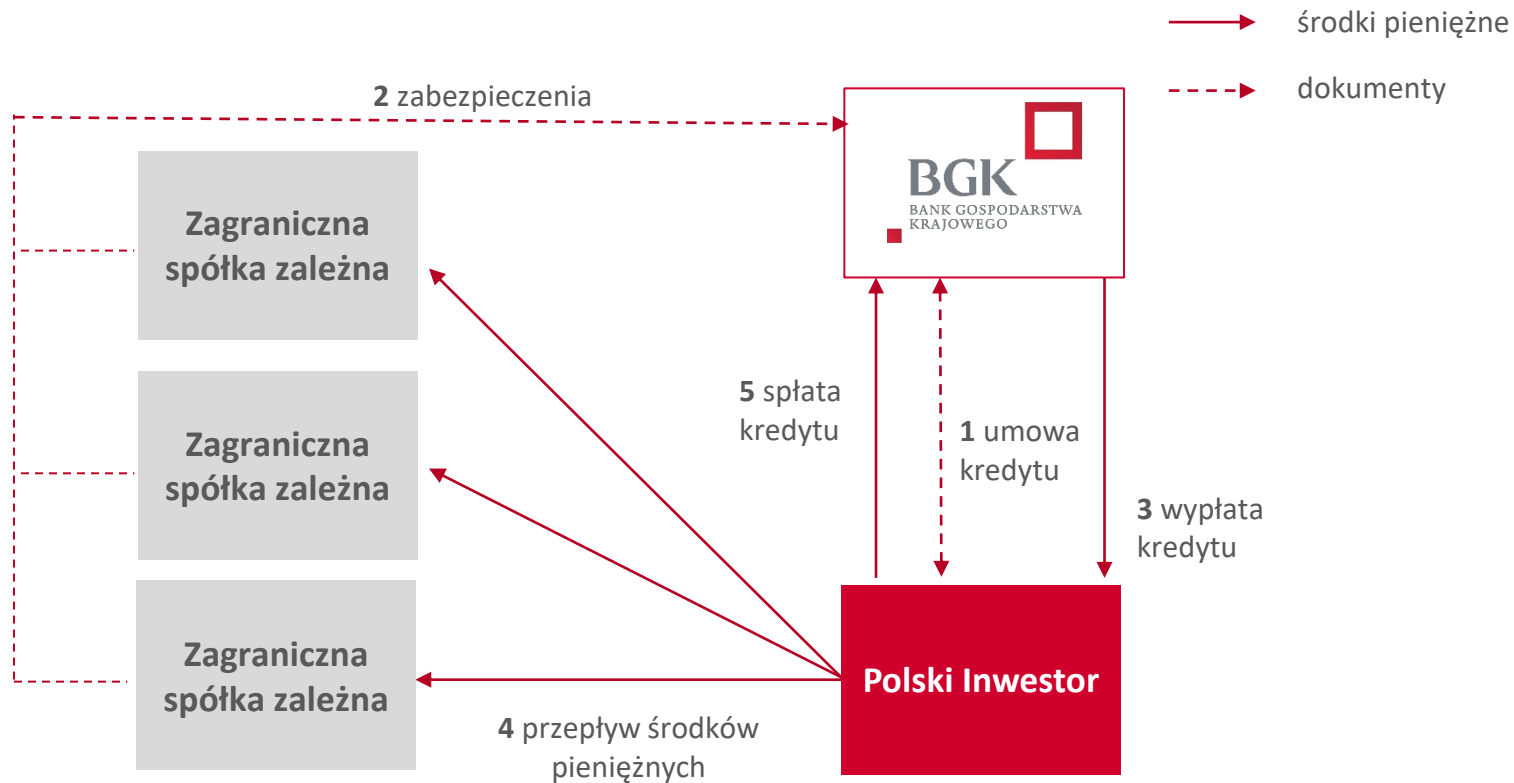 środki pieniężne
dokumenty
2 zabezpieczenia
BGK
BANK GOSPODARSTWA
KRAJOWEGO
Zagraniczna
spółka zależna
Zagraniczna
spółka zależna
Zagraniczna
spółka zależna
5 spłata
kredytu
1 umowa
kredytu
3 wypłata
kredytu
Polski Inwestor
4 przepływ środków
pieniężnych